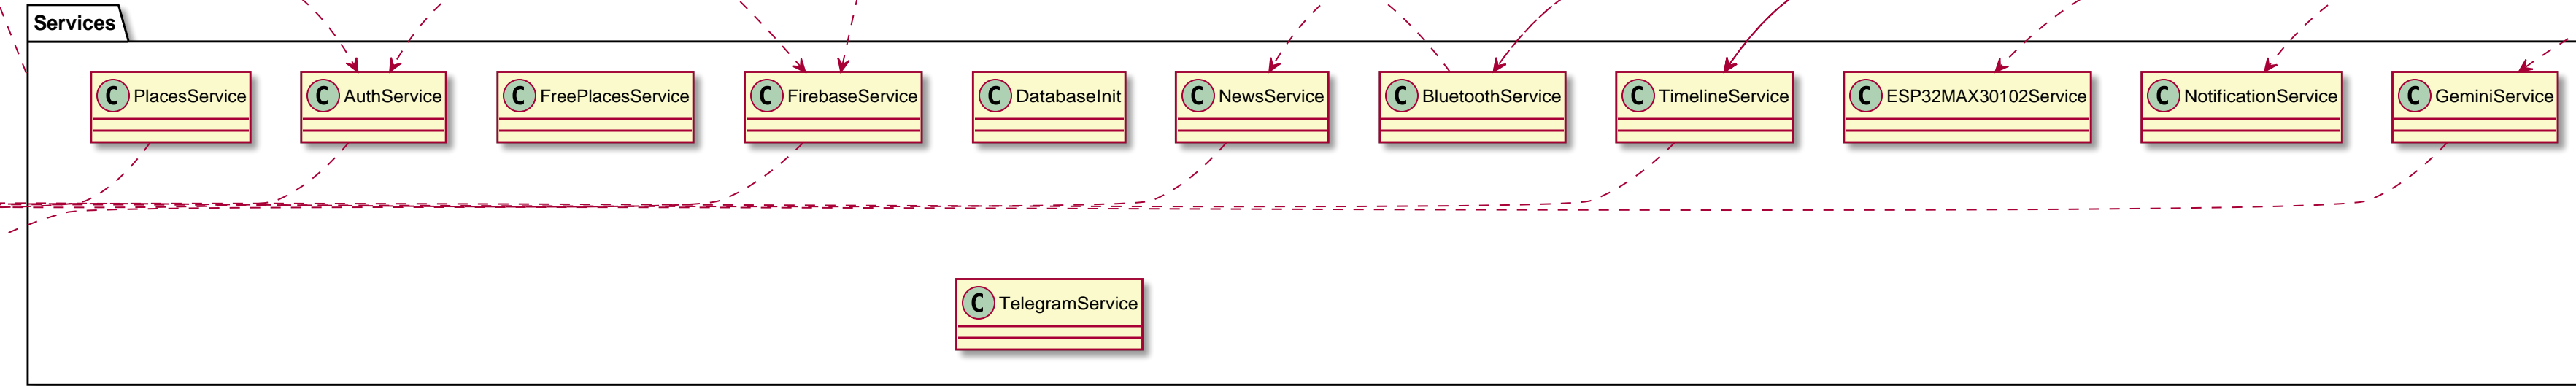 Services
C PlacesService
C AuthService
C FreePlacesService
C FirebaseService
C DatabaseInit
C NewsService
C BluetoothService
C TimelineService
C ESP32MAX30102Service
C NotificationService
C GeminiService
C TelegramService